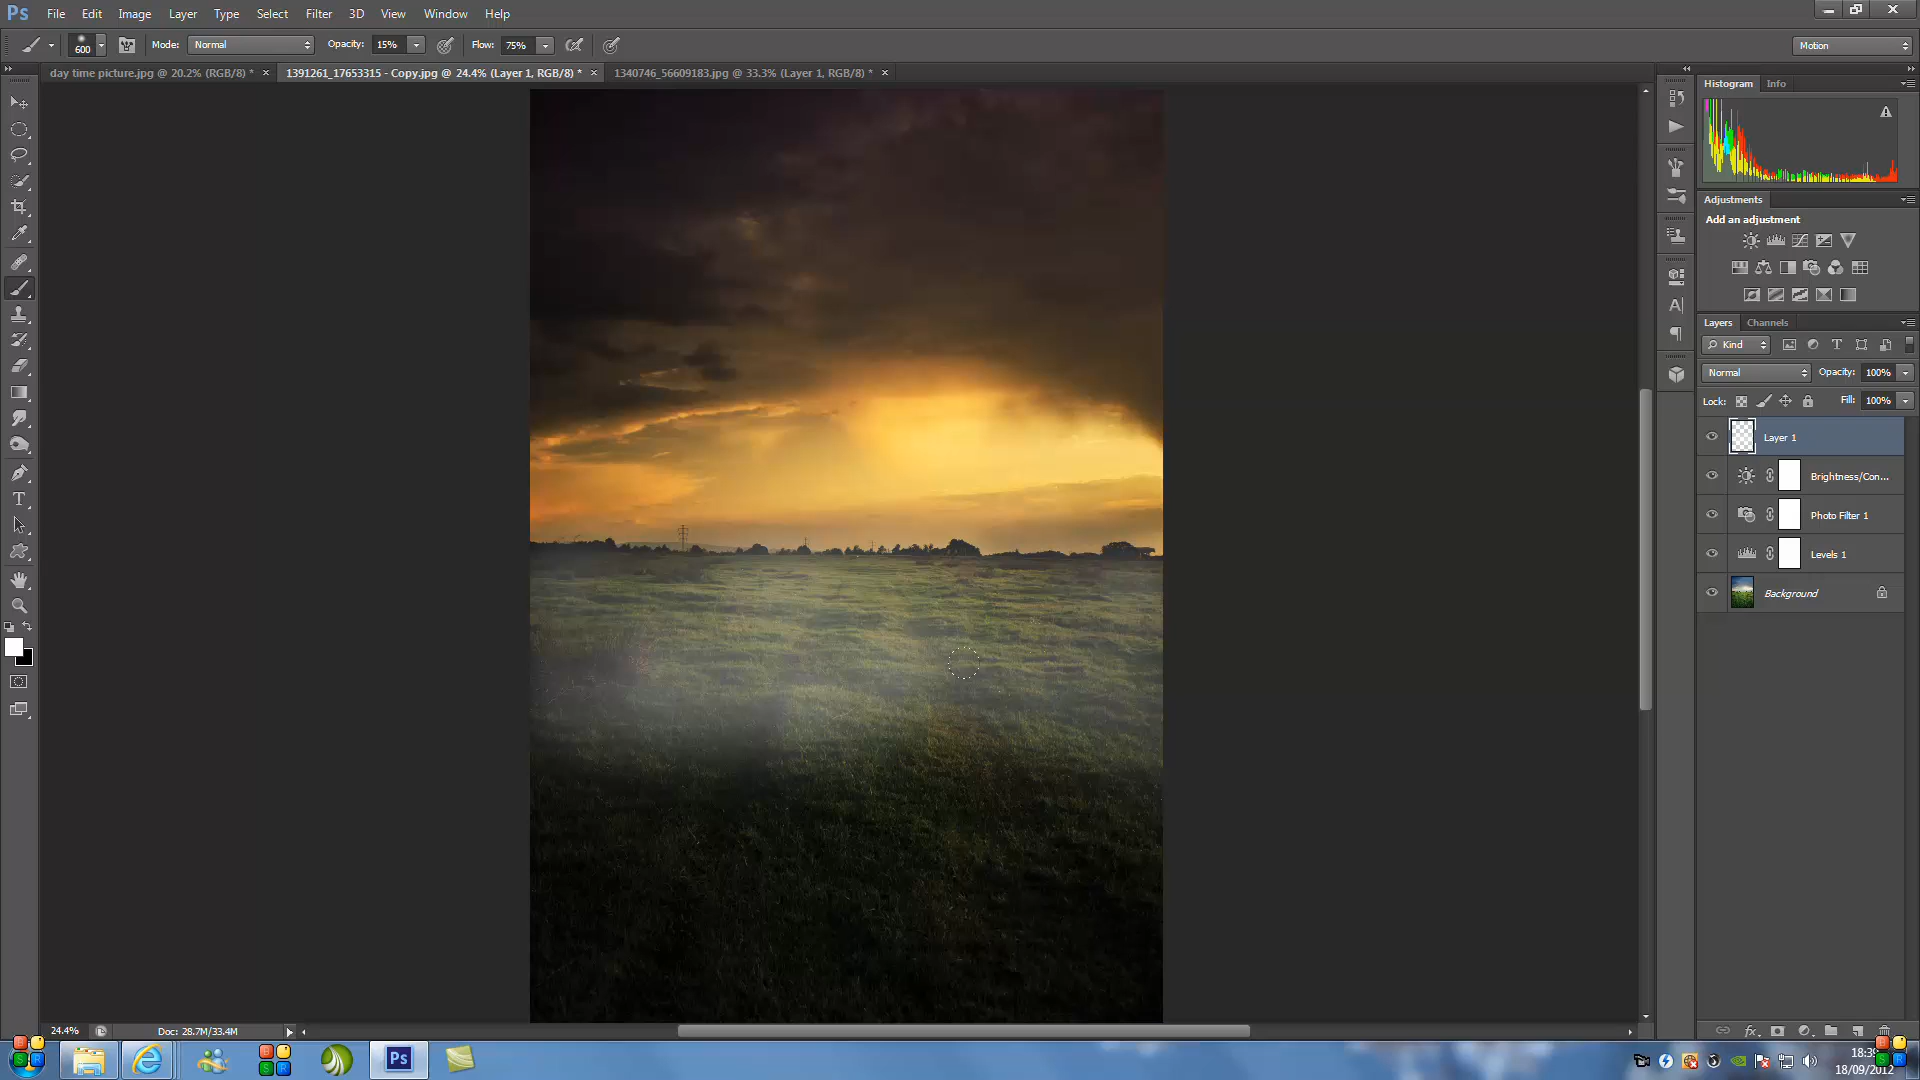 Ps File Edit Image Layer Type Select Filter 3D View Window Help
600 Mode: Normal Opacity: 15% Flow: 75% Motion
day time picture.jpg @ 20.2% (RGB/8) * × 1391261_17653315 - Copy.jpg @ 24.4% (Layer 1, RGB/8) * × 1340746_56609183.jpg @ 33.3% (Layer 1, RGB/8) * ×
Histogram Info
Adjustments
Add an adjustment
Layers Channels
Kind
Normal Opacity: 100%
Lock: Fill: 100%
Layer 1
Brightness/Con...
Photo Filter 1
Levels 1
Background
24.4% Doc: 28.7M/33.4M
Ps
18:39
18/09/2012